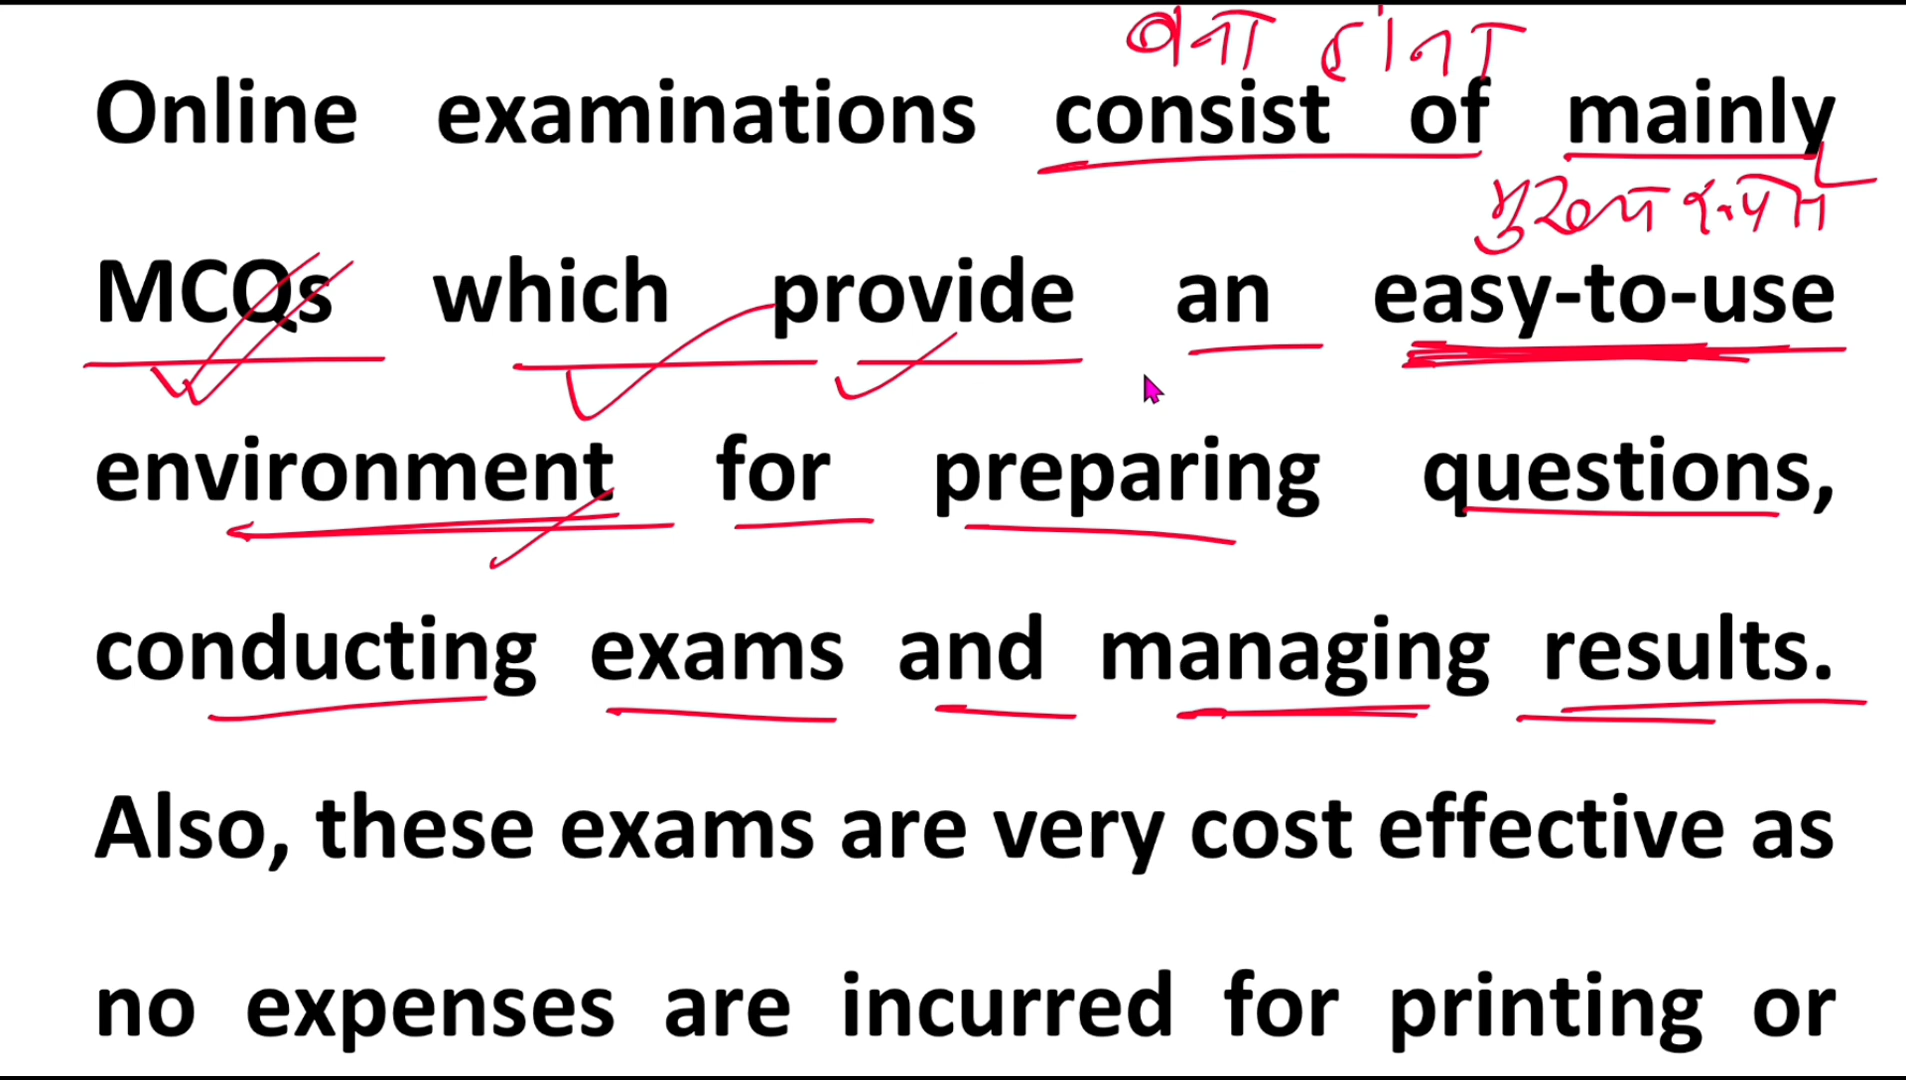 बना होना
Online examinations consist of mainly
मुख्य रूप से
MCQs which provide an easy-to-use
environment for preparing questions,
conducting exams and managing results.
Also, these exams are very cost effective as
no expenses are incurred for printing or